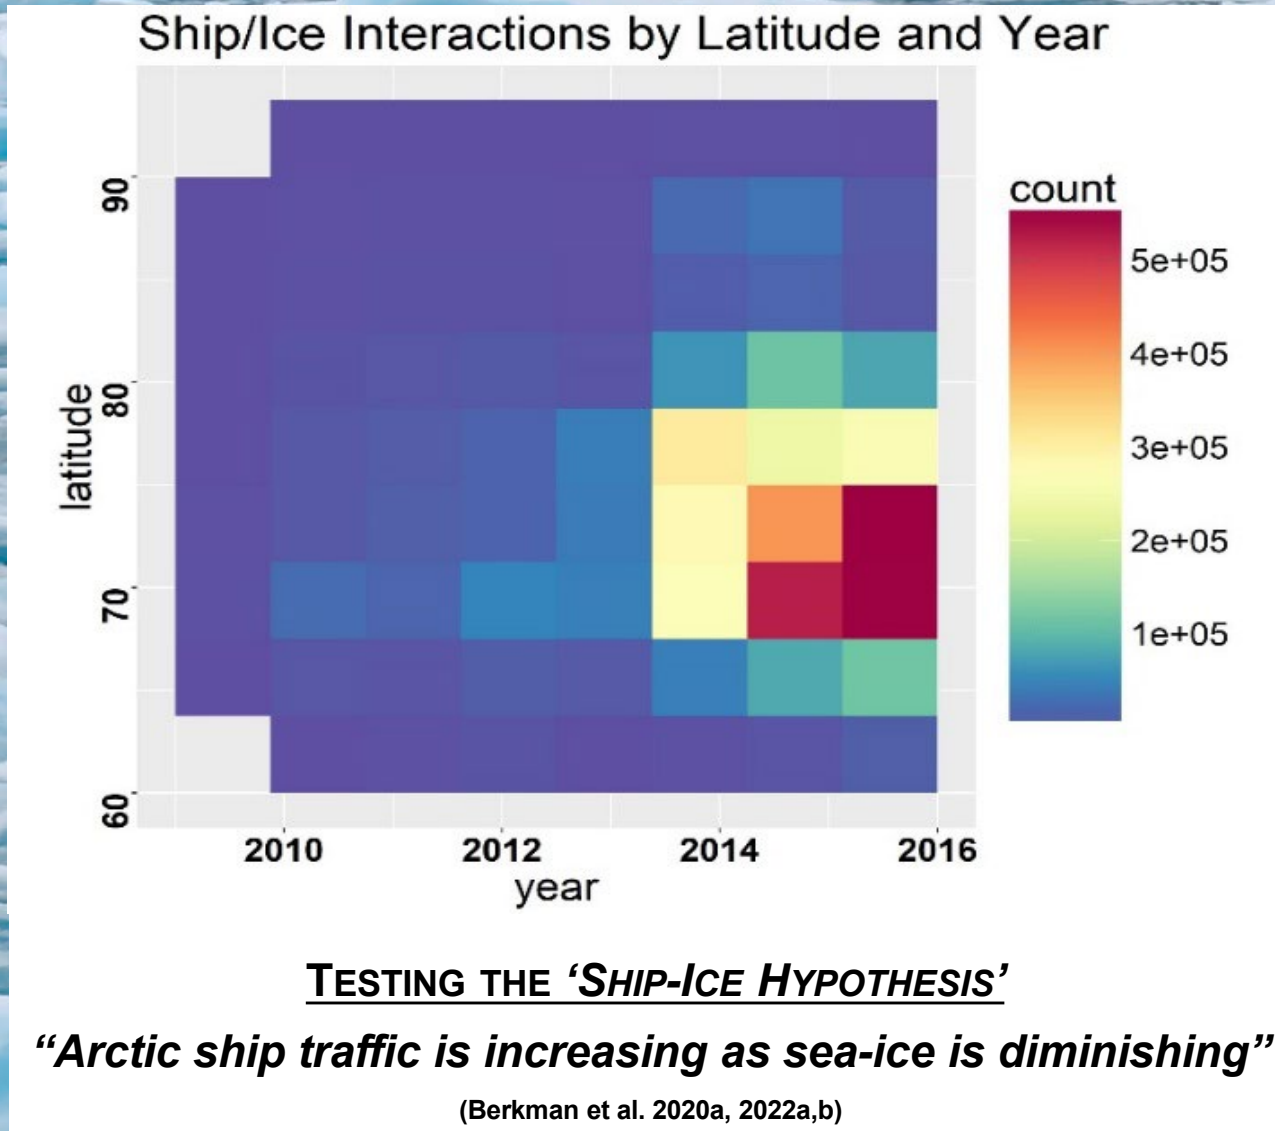 Ship/Ice Interactions by Latitude and Year
count
5e+05
4e+05
3e+05
2e+05
1e+05
latitude
90
80
70
60
2010 2012 2014 2016
year
TESTING THE ‘SHIP-ICE HYPOTHESIS’
“Arctic ship traffic is increasing as sea-ice is diminishing”
(Berkman et al. 2020a, 2022a,b)